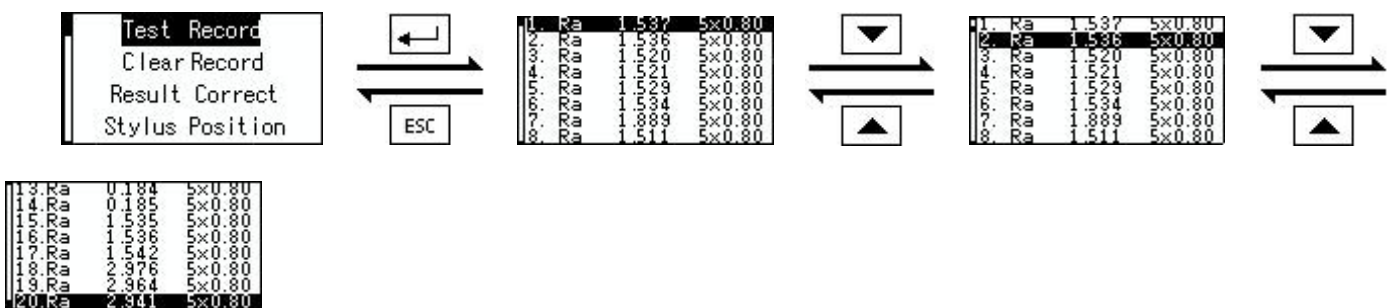 Test Record
Clear Record
Result Correct
Stylus Position
ESC
1. Ra 1.537 5×0.80
2. Ra 1.536 5×0.80
3. Ra 1.520 5×0.80
4. Ra 1.521 5×0.80
5. Ra 1.529 5×0.80
6. Ra 1.534 5×0.80
7. Ra 1.889 5×0.80
8. Ra 1.511 5×0.80
1. Ra 1.537 5×0.80
2. Ra 1.536 5×0.80
3. Ra 1.520 5×0.80
4. Ra 1.521 5×0.80
5. Ra 1.529 5×0.80
6. Ra 1.534 5×0.80
7. Ra 1.889 5×0.80
8. Ra 1.511 5×0.80
13.Ra 0.184 5×0.80
14.Ra 0.185 5×0.80
15.Ra 1.535 5×0.80
16.Ra 1.536 5×0.80
17.Ra 1.542 5×0.80
18.Ra 2.976 5×0.80
19.Ra 2.964 5×0.80
20.Ra 2.941 5×0.80